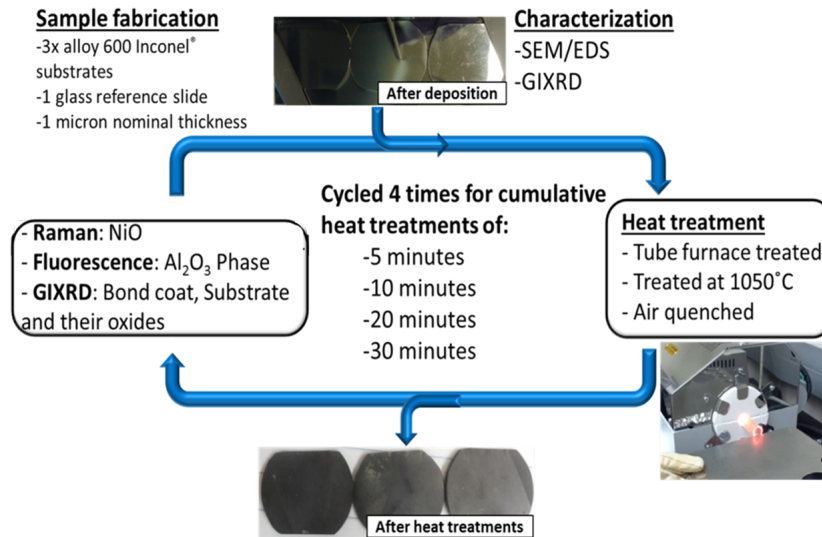 Sample fabrication
-3x alloy 600 Inconel®
substrates
-1 glass reference slide
-1 micron nominal thickness
After deposition
Characterization
-SEM/EDS
-GIXRD
Cycled 4 times for cumulative
heat treatments of:
-5 minutes
-10 minutes
-20 minutes
-30 minutes
- Raman: NiO
- Fluorescence: Al₂O₃ Phase
- GIXRD: Bond coat, Substrate
and their oxides
Heat treatment
- Tube furnace treated
- Treated at 1050˚C
- Air quenched
After heat treatments